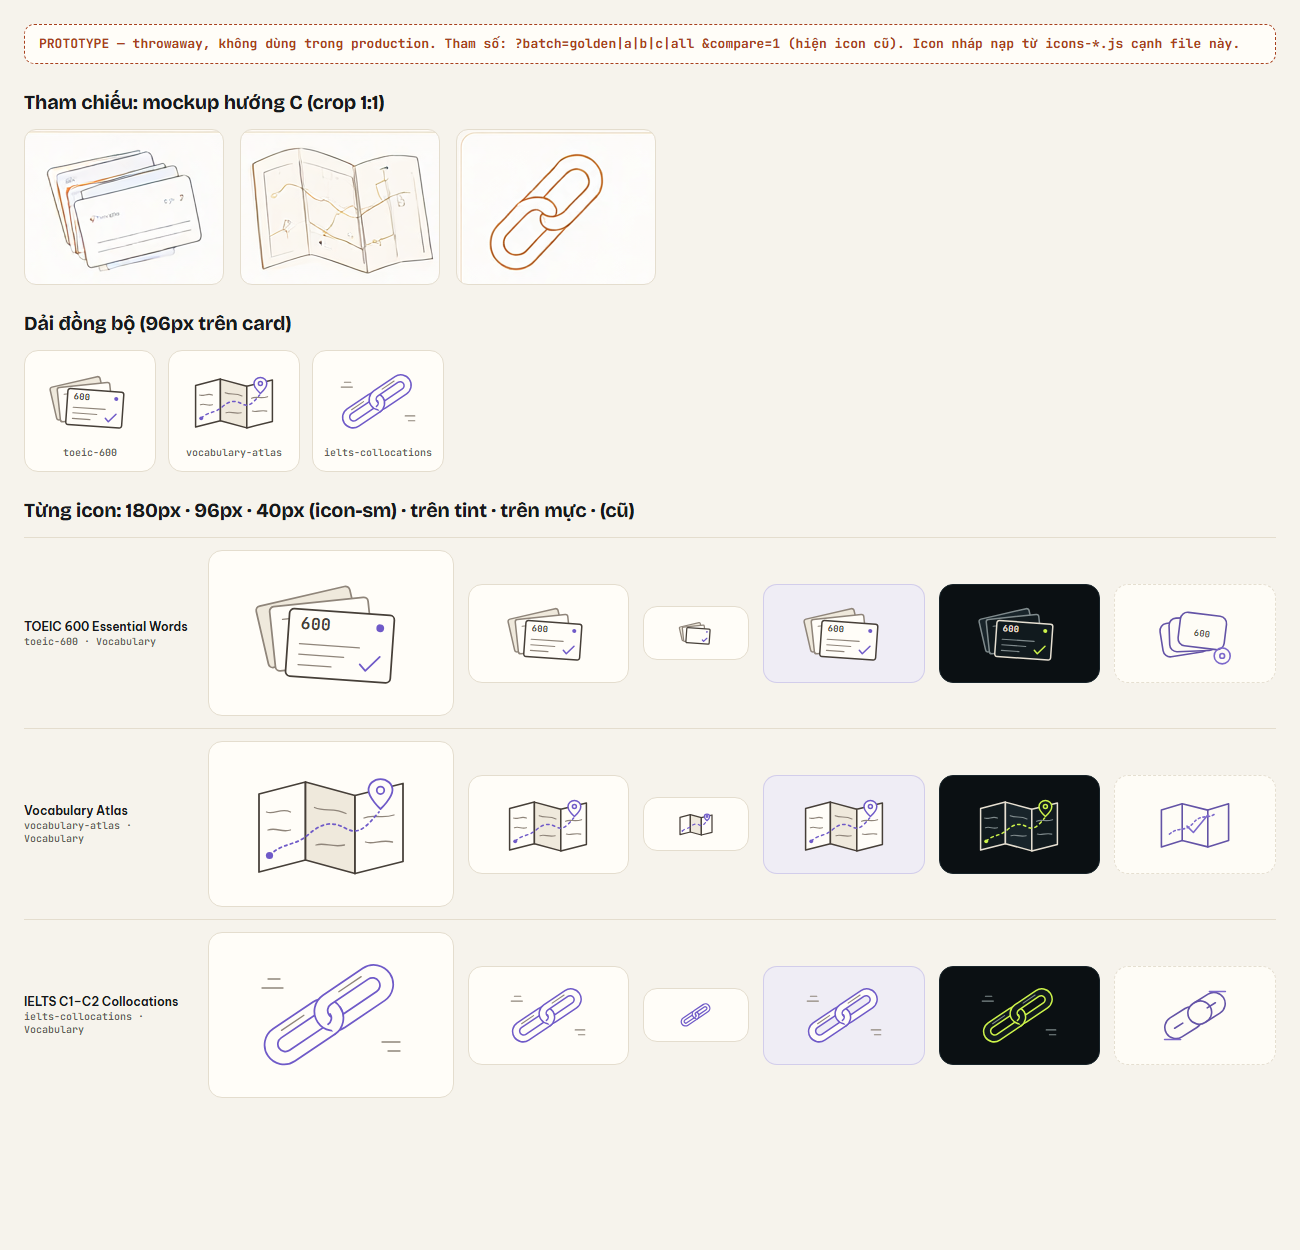 PROTOTYPE — throwaway, không dùng trong production. Tham số: ?batch=golden|a|b|c|all &compare=1 (hiện icon cũ). Icon nháp nạp từ icons-*.js cạnh file này.
Tham chiếu: mockup hướng C (crop 1:1)
Dải đồng bộ (96px trên card)
600
toeic-600
vocabulary-atlas
ielts-collocations
Từng icon: 180px · 96px · 40px (icon-sm) · trên tint · trên mực · (cũ)
TOEIC 600 Essential Words
toeic-600 · Vocabulary
600
600
600
600
600
Vocabulary Atlas
vocabulary-atlas ·
Vocabulary
IELTS C1–C2 Collocations
ielts-collocations ·
Vocabulary